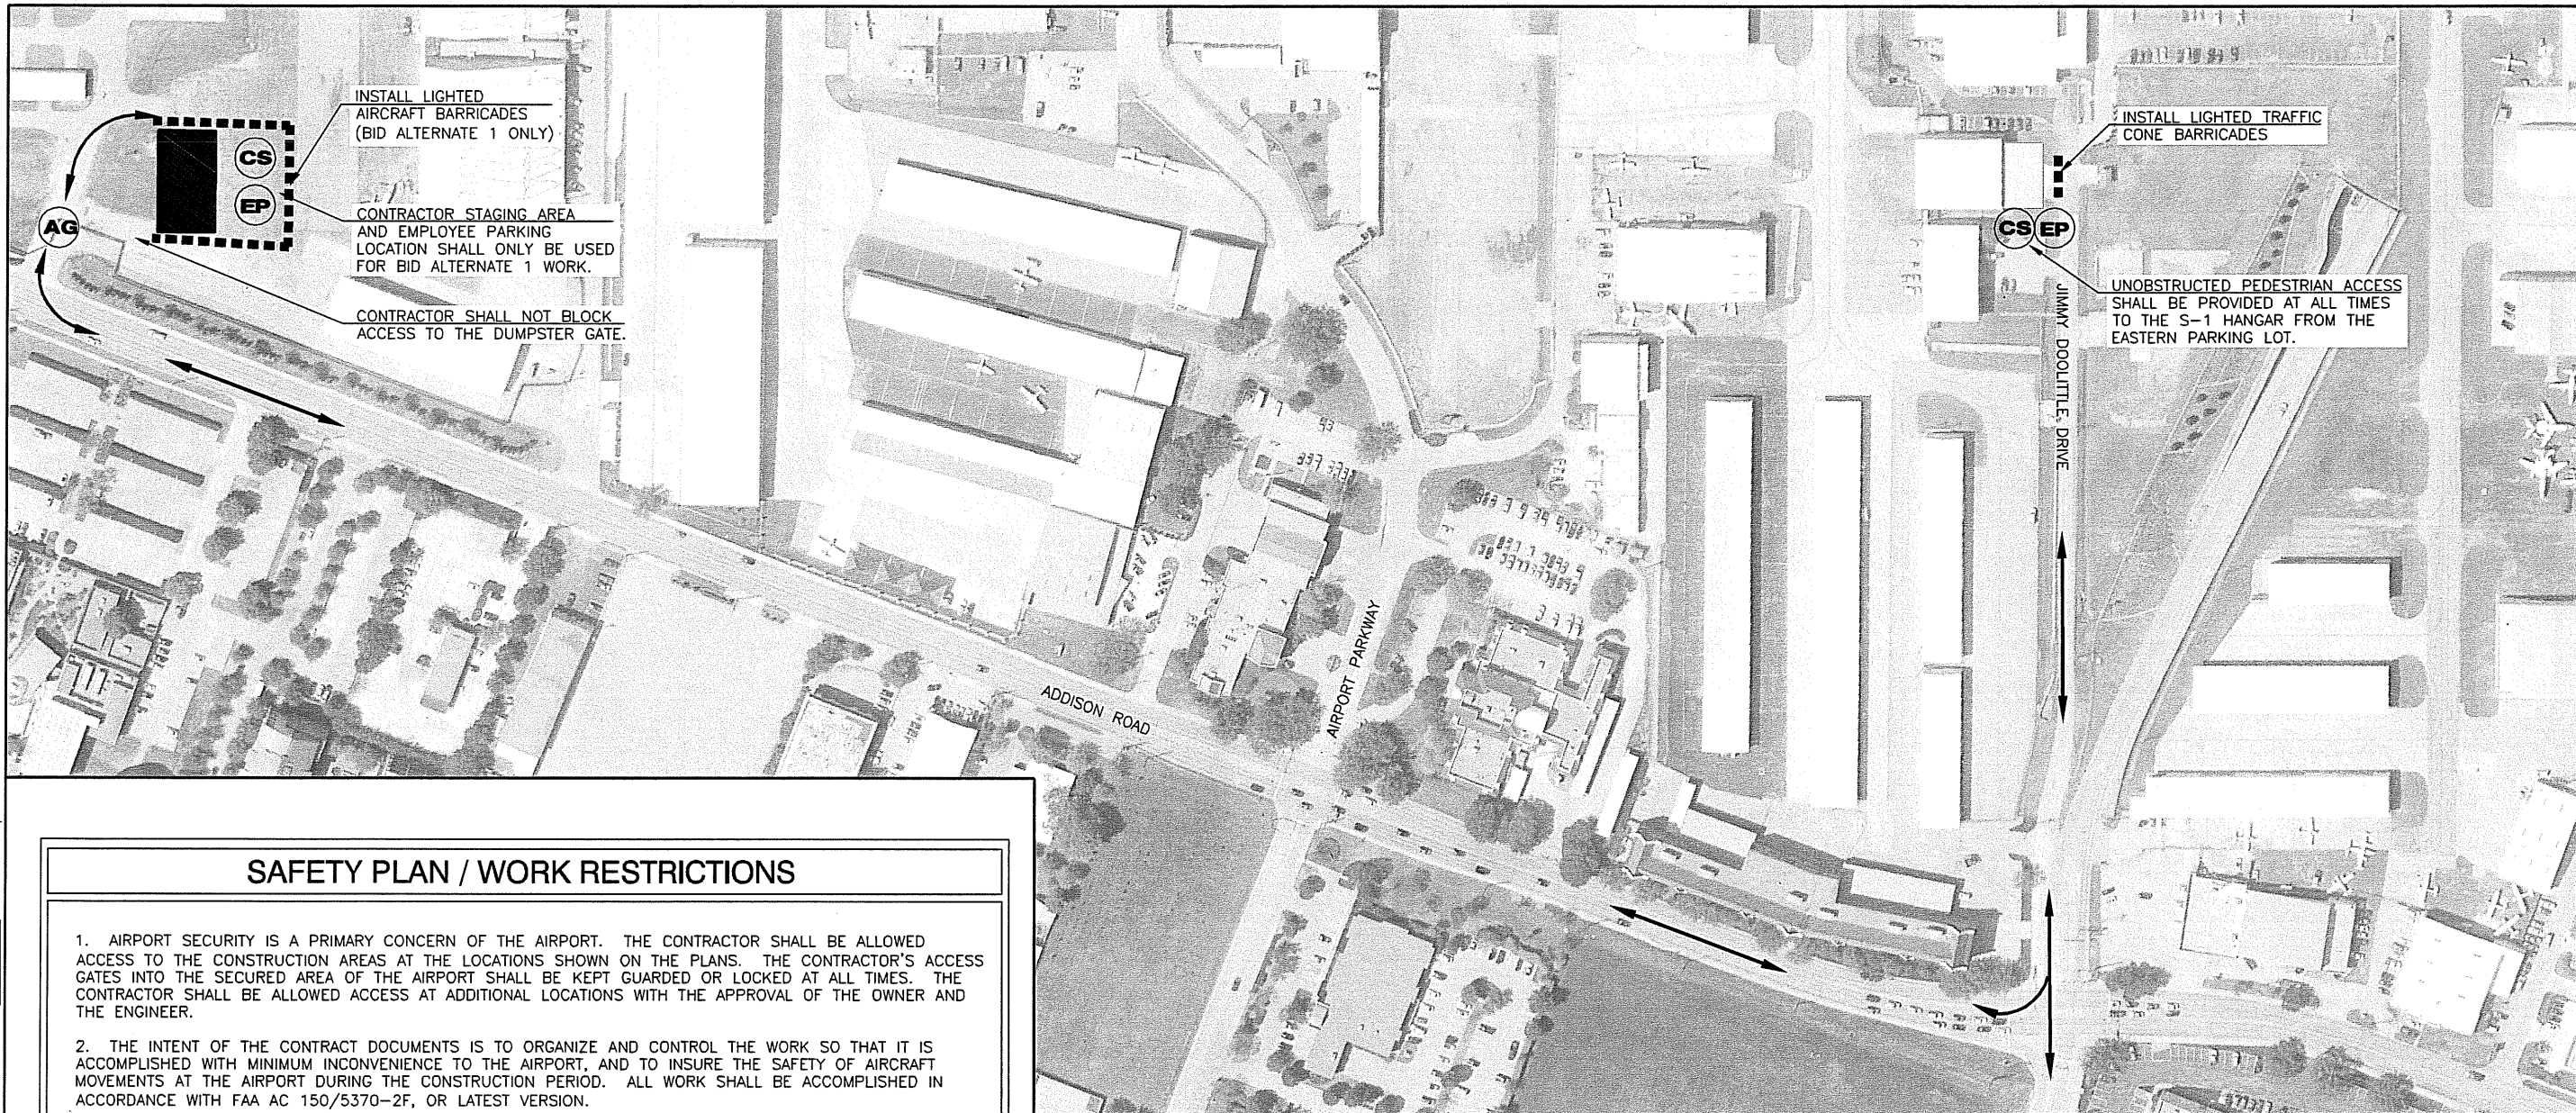 INSTALL LIGHTED
AIRCRAFT BARRICADES
(BID ALTERNATE 1 ONLY)
CS
EP
AG
CONTRACTOR STAGING AREA
AND EMPLOYEE PARKING
LOCATION SHALL ONLY BE USED
FOR BID ALTERNATE 1 WORK.
CONTRACTOR SHALL NOT BLOCK
ACCESS TO THE DUMPSTER GATE.
INSTALL LIGHTED TRAFFIC
CONE BARRICADES
CS EP
UNOBSTRUCTED PEDESTRIAN ACCESS
SHALL BE PROVIDED AT ALL TIMES
TO THE S-1 HANGAR FROM THE
EASTERN PARKING LOT.
JIMMY DOOLITTLE DRIVE
ADDISON ROAD
AIRPORT PARKWAY
SAFETY PLAN / WORK RESTRICTIONS
1. AIRPORT SECURITY IS A PRIMARY CONCERN OF THE AIRPORT. THE CONTRACTOR SHALL BE ALLOWED
ACCESS TO THE CONSTRUCTION AREAS AT THE LOCATIONS SHOWN ON THE PLANS. THE CONTRACTOR'S ACCESS
GATES INTO THE SECURED AREA OF THE AIRPORT SHALL BE KEPT GUARDED OR LOCKED AT ALL TIMES. THE
CONTRACTOR SHALL BE ALLOWED ACCESS AT ADDITIONAL LOCATIONS WITH THE APPROVAL OF THE OWNER AND
THE ENGINEER.
2. THE INTENT OF THE CONTRACT DOCUMENTS IS TO ORGANIZE AND CONTROL THE WORK SO THAT IT IS
ACCOMPLISHED WITH MINIMUM INCONVENIENCE TO THE AIRPORT, AND TO INSURE THE SAFETY OF AIRCRAFT
MOVEMENTS AT THE AIRPORT DURING THE CONSTRUCTION PERIOD. ALL WORK SHALL BE ACCOMPLISHED IN
ACCORDANCE WITH FAA AC 150/5370-2F, OR LATEST VERSION.